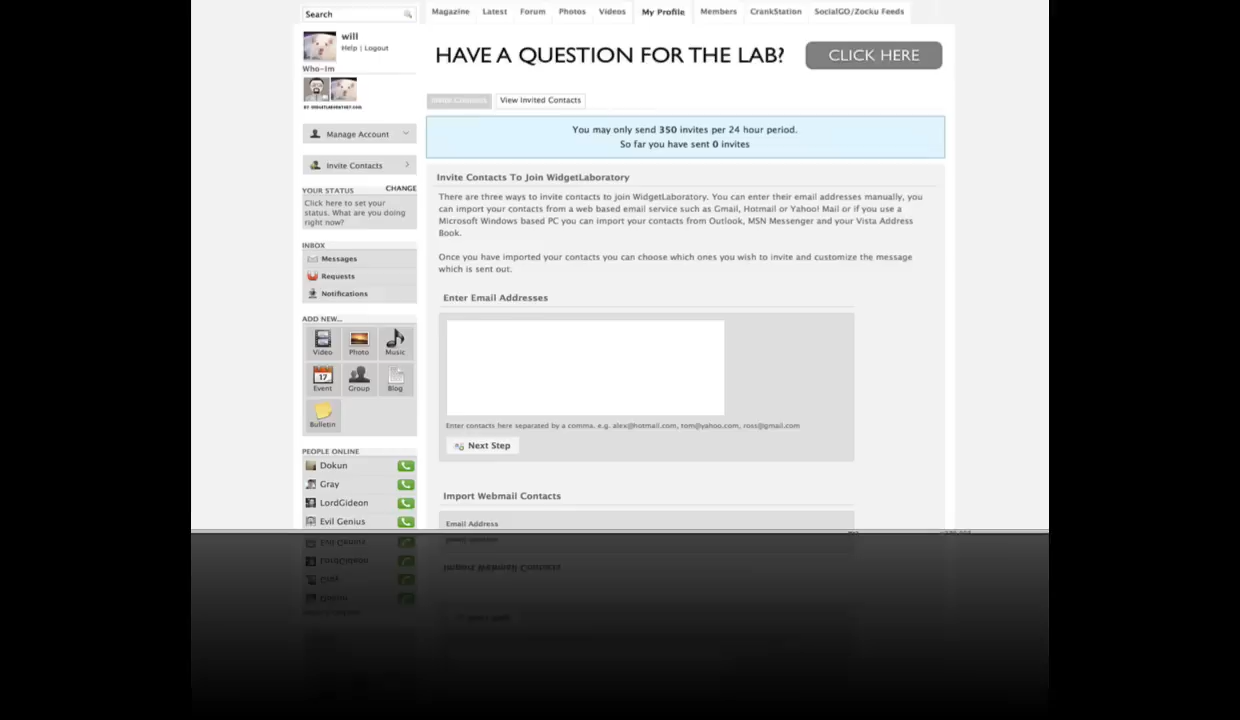 Search
Magazine
Latest
Forum
Photos
Videos
My Profile
Members
CrankStation
SocialGO/Zocku Feeds
will
Help | Logout
Who-Im
HAVE A QUESTION FOR THE LAB?
CLICK HERE
Invite Contacts
View Invited Contacts
Manage Account
Invite Contacts
YOUR STATUS
CHANGE
Click here to set your
status. What are you doing
right now?
INBOX
Messages
Requests
Notifications
ADD NEW...
Video
Photo
Music
17
Event
Group
Blog
Bulletin
PEOPLE ONLINE
Dokun
Gray
LordGideon
Evil Genius
You may only send 350 invites per 24 hour period.
So far you have sent 0 invites
Invite Contacts To Join WidgetLaboratory
There are three ways to invite contacts to join WidgetLaboratory. You can enter their email addresses manually, you
can import your contacts from a web based email service such as Gmail, Hotmail or Yahoo! Mail or if you use a
Microsoft Windows based PC you can import your contacts from Outlook, MSN Messenger and your Vista Address
Book.
Once you have imported your contacts you can choose which ones you wish to invite and customize the message
which is sent out.
Enter Email Addresses
Enter contacts here separated by a comma. e.g. alex@hotmail.com, tom@yahoo.com, ross@gmail.com
Next Step
Import Webmail Contacts
Email Address